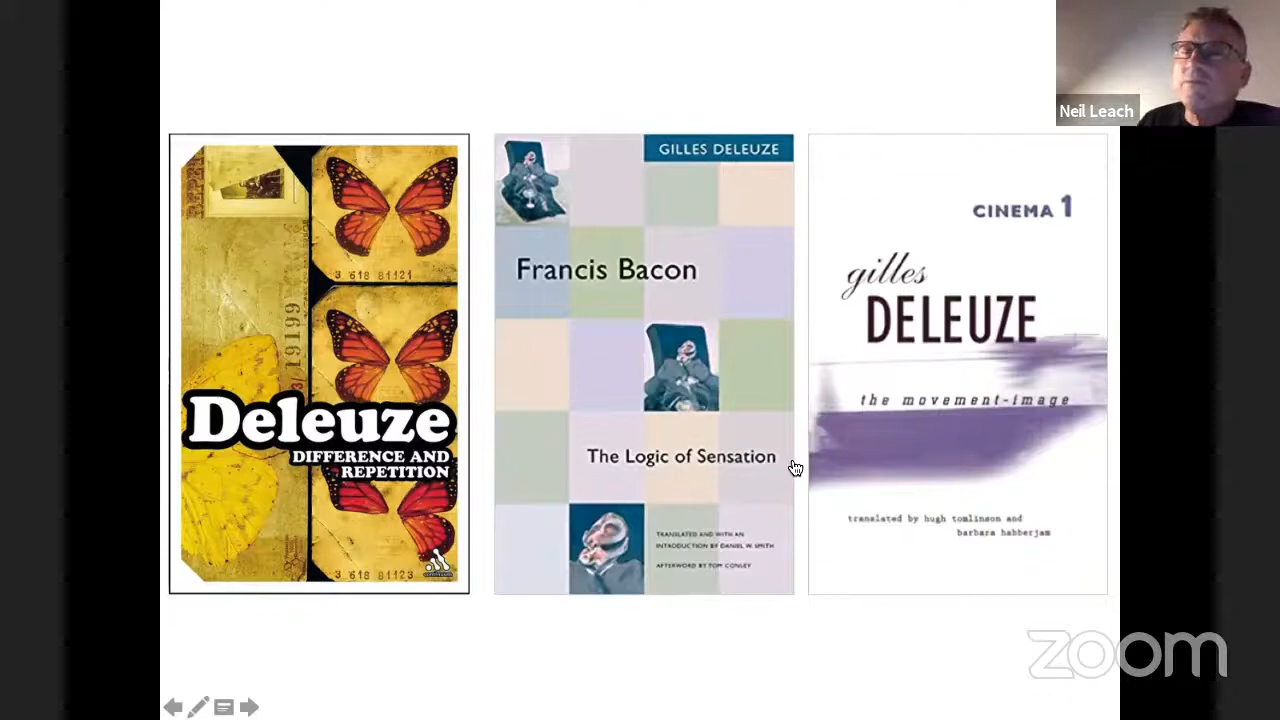 Neil Leach
3 618 81121
19199
3/
Deleuze
DIFFERENCE AND
REPETITION
3 618 81123
GILLES DELEUZE
Francis Bacon
The Logic of Sensation
TRANSLATED AND WITH AN
INTRODUCTION BY DANIEL W. SMITH
AFTERWORD BY TOM CONLEY
CINEMA 1
gilles
DELEUZE
the movement-image
translated by hugh tomlinson and
barbara habberjam
zoom